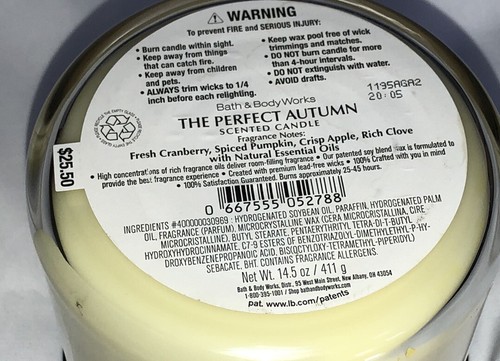 WARNING
To prevent FIRE and SERIOUS INJURY:
• Burn candle within sight.
• Keep away from things
that can catch fire.
• Keep away from children
and pets.
• ALWAYS trim wicks to 1/4
inch before each relighting.
• Keep wax pool free of wick
trimmings and matches.
• DO NOT burn candle for more
than 4-hour intervals.
• DO NOT extinguish with water.
• AVOID drafts.
1195AGA2
20:05
Bath & Body Works
THE PERFECT AUTUMN
SCENTED CANDLE
Fragrance Notes:
Fresh Cranberry, Spiced Pumpkin, Crisp Apple, Rich Clove
with Natural Essential Oils
• High concentrations of rich fragrance oils deliver room-filling fragrance • Our patented soy blend wax is formulated to
provide the best fragrance experience • Created with premium lead-free wicks • 100% Crafted with you in mind
• 100% Satisfaction Guaranteed. Burns approximately 25-45 hours.
$25.50
0 667555 052788
INGREDIENTS #400000030969 : HYDROGENATED SOYBEAN OIL, PARAFFIN, HYDROGENATED PALM
OIL, FRAGRANCE (PARFUM), MICROCRYSTALLINE WAX (CERA MICROCRISTALLINA, CIRE
MICROCRISTALLINE), BUTYL STEARATE, PENTAERYTHRITYL TETRA-DI-T-BUTYL
HYDROXYHYDROCINNAMATE, C7-9 ESTERS OF BENZOTRIAZOLYL-DIMETHYLETHYL-P-HY-
DROXYBENZENEPROPANOIC ACID, BIS(OCTYLOXY-TETRAMETHYL-PIPERIDYL)
SEBACATE, BHT. CONTAINS FRAGRANCE ALLERGENS.
Net Wt. 14.5 oz / 411 g
Bath & Body Works, Distr., 95 West Main Street, New Albany, OH 43054
1-800-395-1001 / Shop bathandbodyworks.com
Pat. www.lb.com/patents